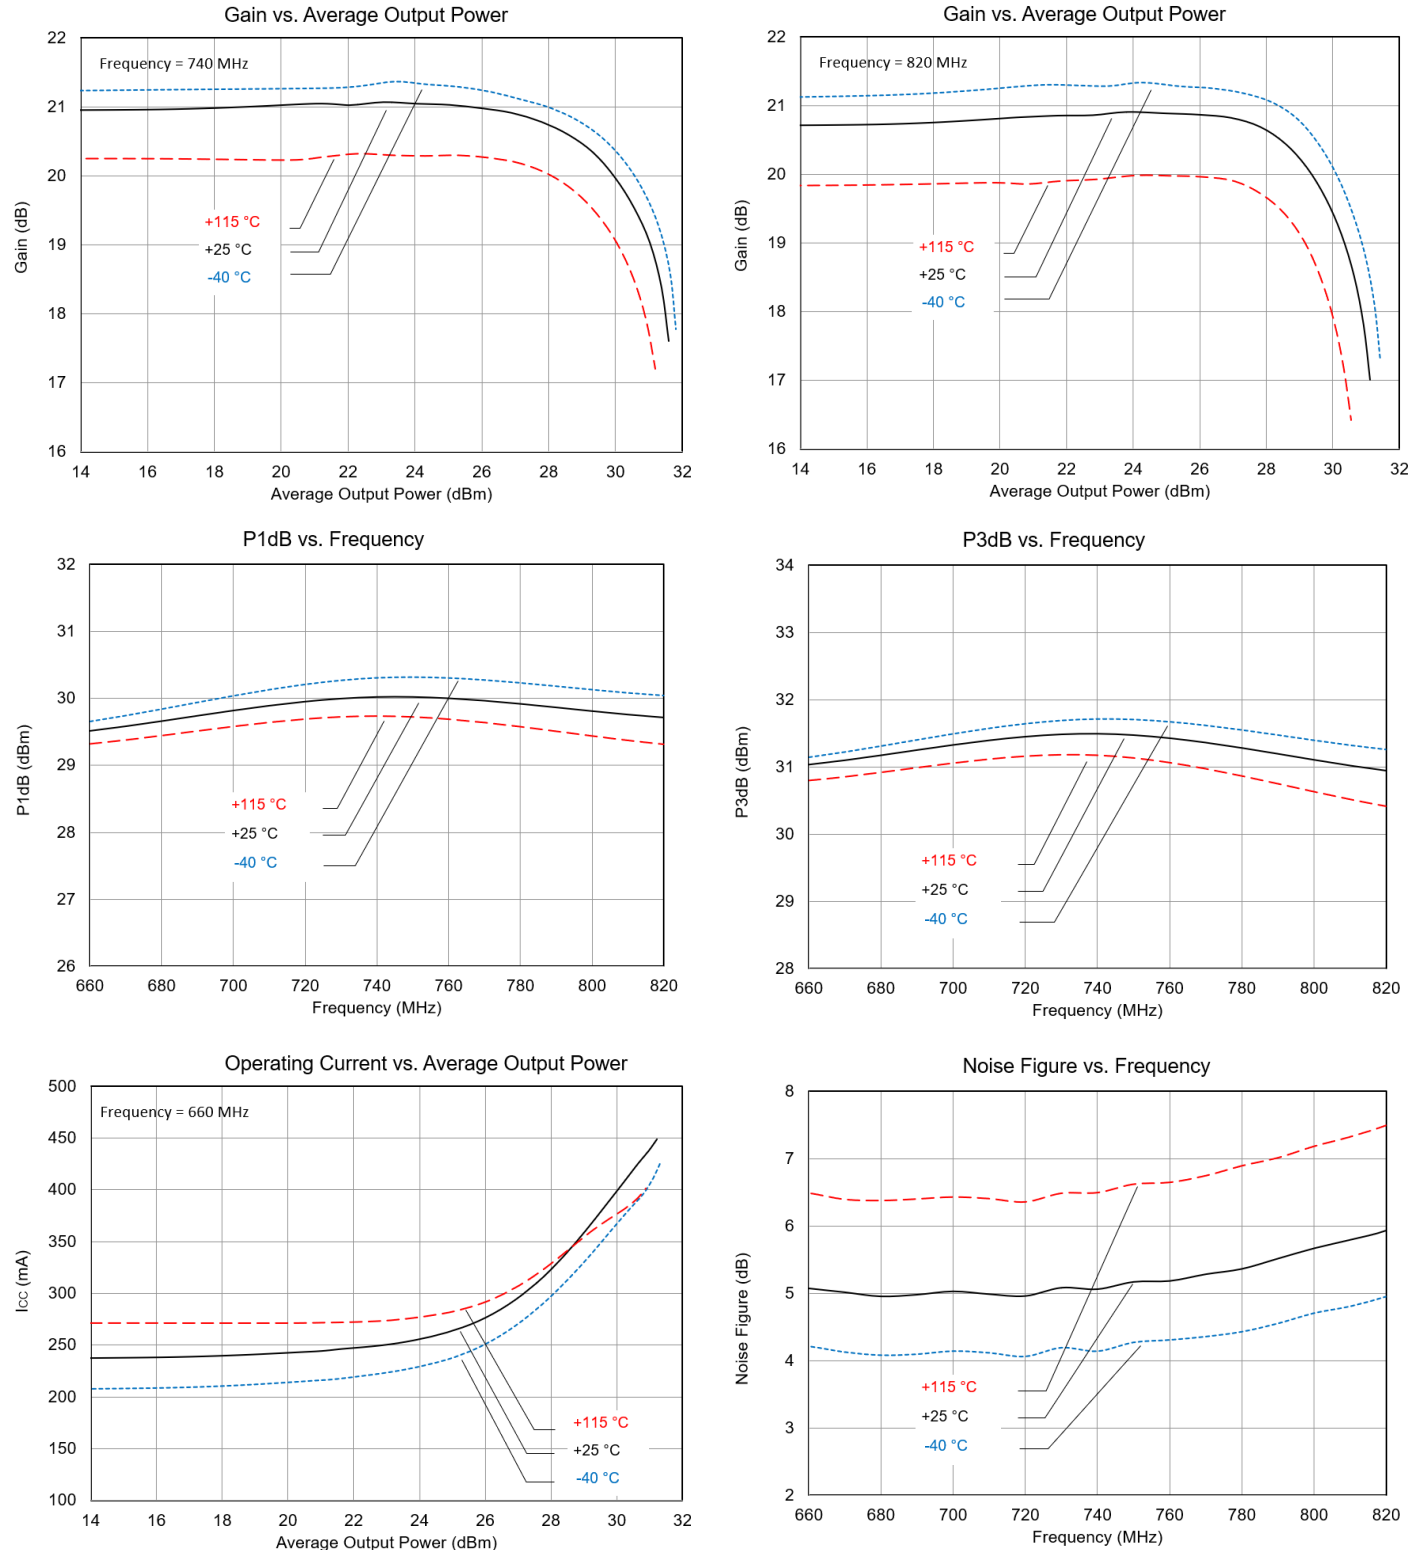 Gain vs. Average Output Power
22
21
20
19
18
17
16
Gain (dB)
Frequency = 740 MHz
+115 °C
+25 °C
-40 °C
14 16 18 20 22 24 26 28 30 32
Average Output Power (dBm)
Gain vs. Average Output Power
22
21
20
19
18
17
16
Gain (dB)
Frequency = 820 MHz
+115 °C
+25 °C
-40 °C
14 16 18 20 22 24 26 28 30 32
Average Output Power (dBm)
P1dB vs. Frequency
32
31
30
29
28
27
26
P1dB (dBm)
+115 °C
+25 °C
-40 °C
660 680 700 720 740 760 780 800 820
Frequency (MHz)
P3dB vs. Frequency
34
33
32
31
30
29
28
P3dB (dBm)
+115 °C
+25 °C
-40 °C
660 680 700 720 740 760 780 800 820
Frequency (MHz)
Operating Current vs. Average Output Power
500
450
400
350
300
250
200
150
100
Icc (mA)
Frequency = 660 MHz
+115 °C
+25 °C
-40 °C
14 16 18 20 22 24 26 28 30 32
Average Output Power (dBm)
Noise Figure vs. Frequency
8
7
6
5
4
3
2
Noise Figure (dB)
+115 °C
+25 °C
-40 °C
660 680 700 720 740 760 780 800 820
Frequency (MHz)